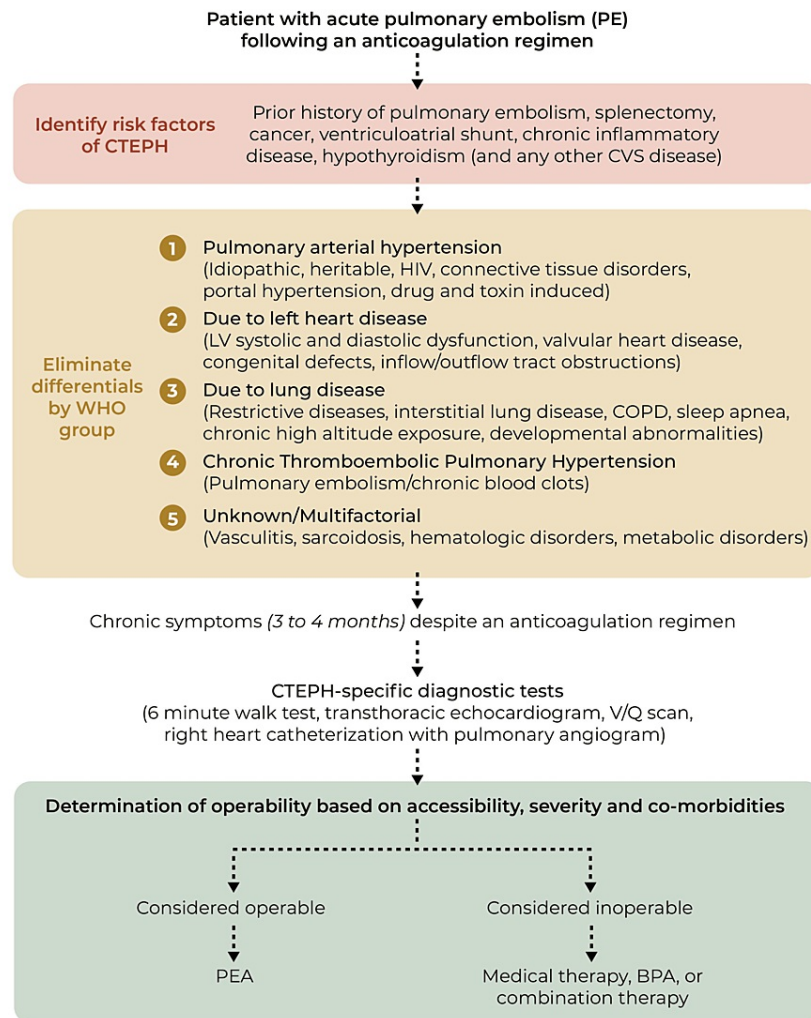 Patient with acute pulmonary embolism (PE)
following an anticoagulation regimen
Identify risk factors
of CTEPH
Prior history of pulmonary embolism, splenectomy,
cancer, ventriculoatrial shunt, chronic inflammatory
disease, hypothyroidism (and any other CVS disease)
Eliminate
differentials
by WHO
group
1 Pulmonary arterial hypertension
(Idiopathic, heritable, HIV, connective tissue disorders,
portal hypertension, drug and toxin induced)
2 Due to left heart disease
(LV systolic and diastolic dysfunction, valvular heart disease,
congenital defects, inflow/outflow tract obstructions)
3 Due to lung disease
(Restrictive diseases, interstitial lung disease, COPD, sleep apnea,
chronic high altitude exposure, developmental abnormalities)
4 Chronic Thromboembolic Pulmonary Hypertension
(Pulmonary embolism/chronic blood clots)
5 Unknown/Multifactorial
(Vasculitis, sarcoidosis, hematologic disorders, metabolic disorders)
Chronic symptoms (3 to 4 months) despite an anticoagulation regimen
CTEPH-specific diagnostic tests
(6 minute walk test, transthoracic echocardiogram, V/Q scan,
right heart catheterization with pulmonary angiogram)
Determination of operability based on accessibility, severity and co-morbidities
Considered operable
PEA
Considered inoperable
Medical therapy, BPA, or
combination therapy